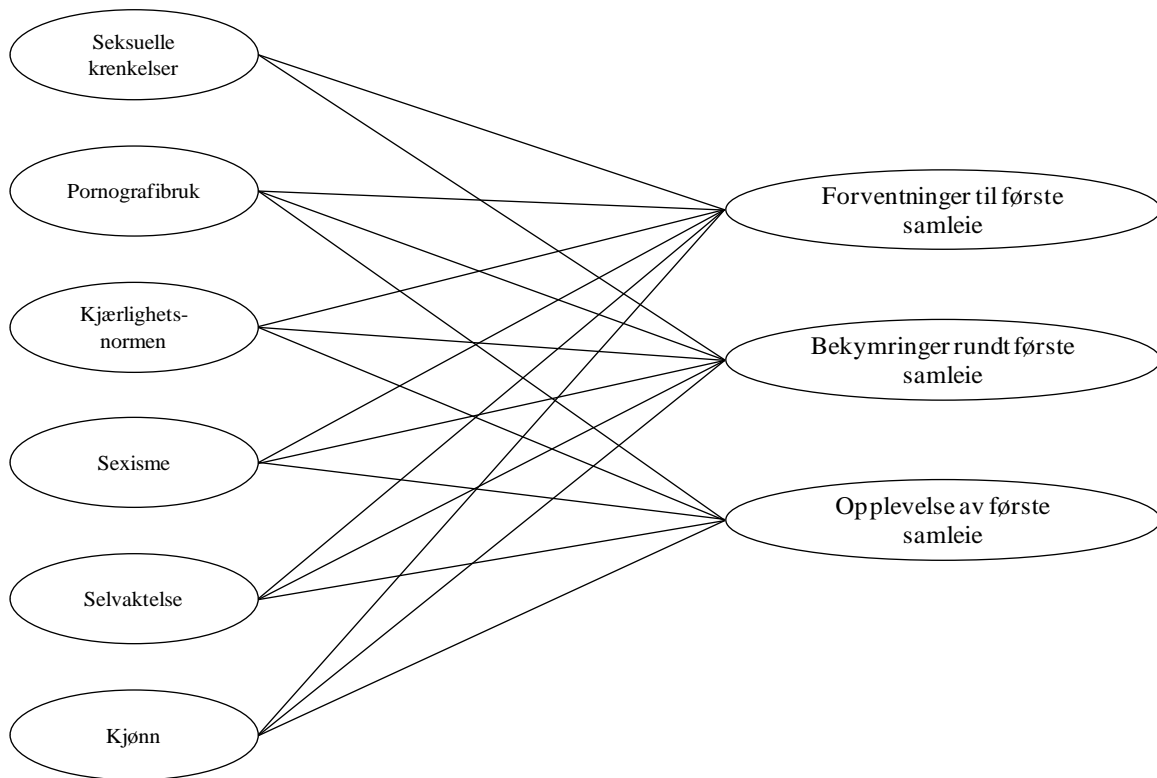 Seksuelle
krenkelser
Pornografibruk
Kjærlighets-
normen
Sexisme
Selvaktelse
Kjønn
Forventninger til første
samleie
Bekymringer rundt første
samleie
Opplevelse av første
samleie